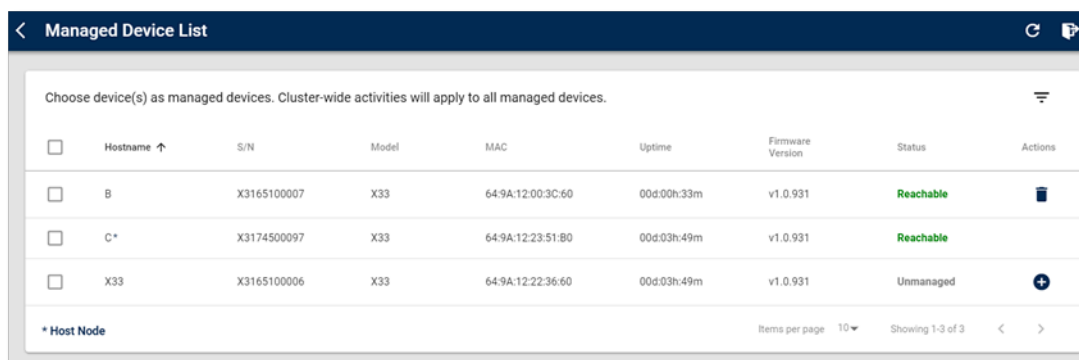 Managed Device List
Choose device(s) as managed devices. Cluster-wide activities will apply to all managed devices.
Hostname S/N Model MAC Uptime Firmware Version Status Actions
B X3165100007 X33 64:9A:12:00:3C:60 00d:00h:33m v1.0.931 Reachable
C* X3174500097 X33 64:9A:12:23:51:B0 00d:03h:49m v1.0.931 Reachable
X33 X3165100006 X33 64:9A:12:22:36:60 00d:03h:49m v1.0.931 Unmanaged
* Host Node Items per page 10 Showing 1-3 of 3